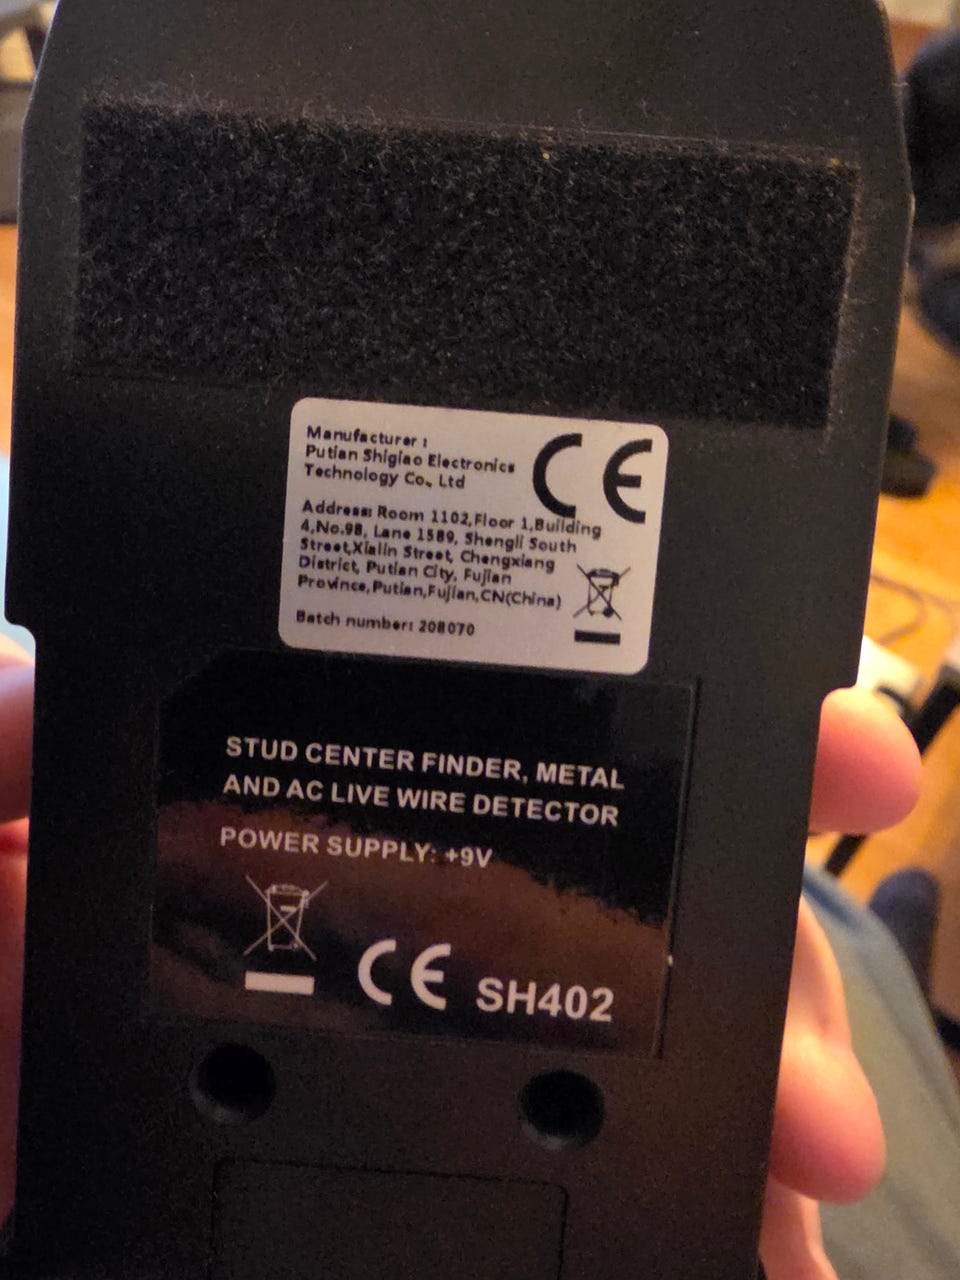 Manufacturer :
Putian Shigiao Electronics
Technology Co., Ltd
CE
Address: Room 1102,Floor 1,Building
4,No.98, Lane 1589, Shengli South
Street,Xialin Street, Chengxiang
District, Putian City, Fujian
Province,Putian,Fujian,CN(China)
Batch number: 208070
STUD CENTER FINDER, METAL
AND AC LIVE WIRE DETECTOR
POWER SUPPLY: +9V
CE SH402